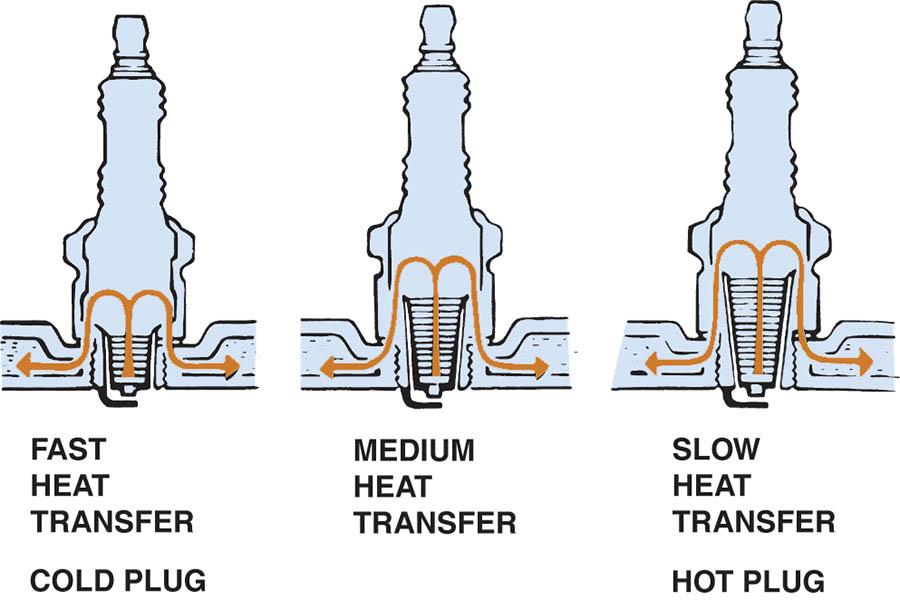 FAST
HEAT
TRANSFER
COLD PLUG
MEDIUM
HEAT
TRANSFER
SLOW
HEAT
TRANSFER
HOT PLUG